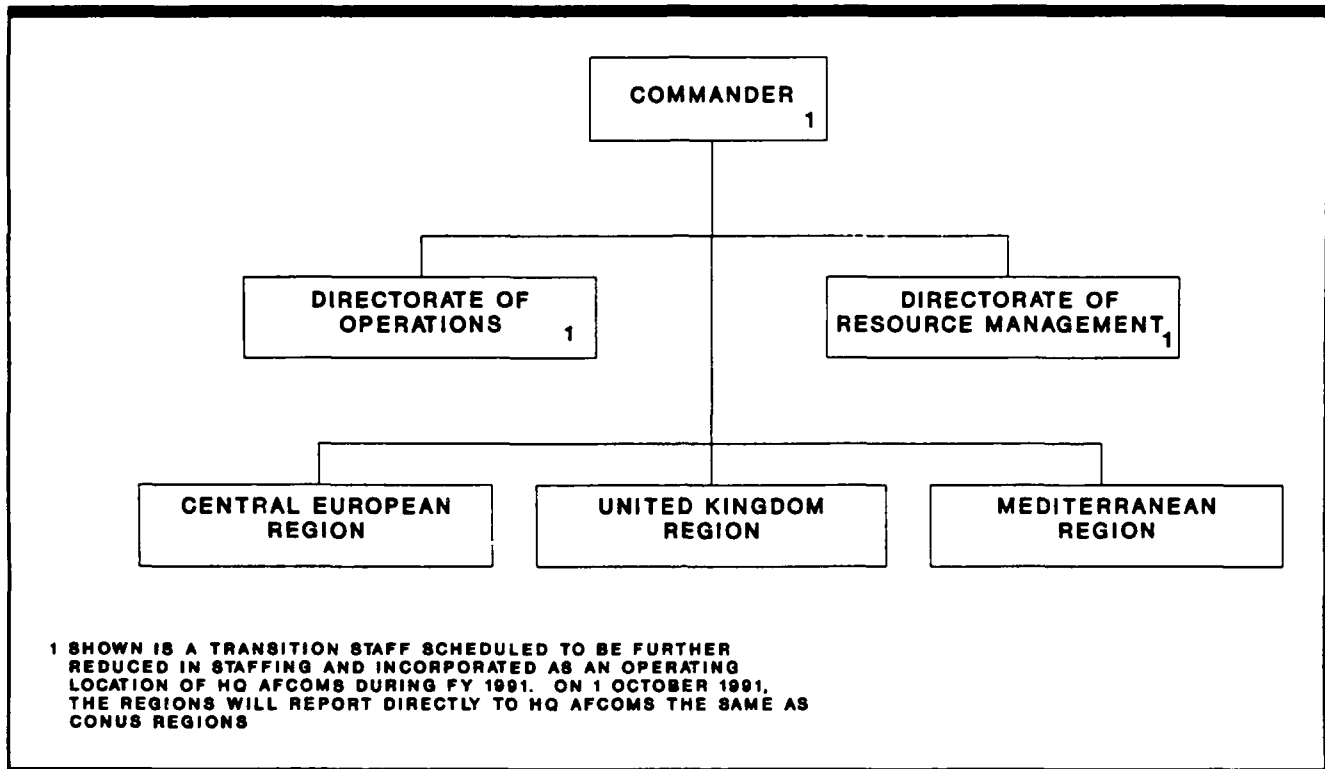 COMMANDER
1
DIRECTORATE OF
OPERATIONS
1
DIRECTORATE OF
RESOURCE MANAGEMENT
1
CENTRAL EUROPEAN
REGION
UNITED KINGDOM
REGION
MEDITERRANEAN
REGION
1 SHOWN IS A TRANSITION STAFF SCHEDULED TO BE FURTHER
REDUCED IN STAFFING AND INCORPORATED AS AN OPERATING
LOCATION OF HQ AFCOMS DURING FY 1991. ON 1 OCTOBER 1991,
THE REGIONS WILL REPORT DIRECTLY TO HQ AFCOMS THE SAME AS
CONUS REGIONS